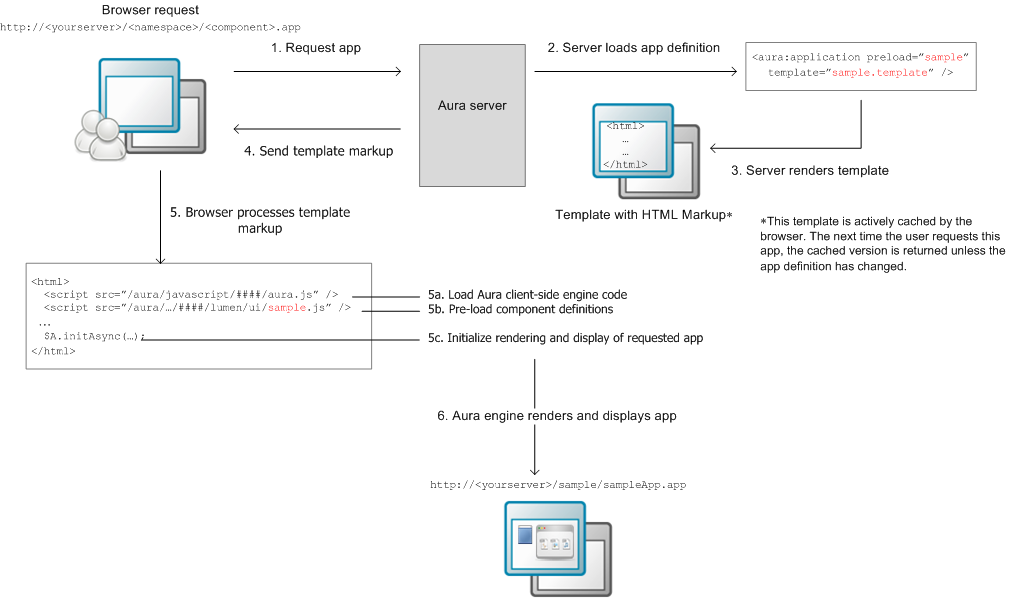 Browser request
http://<yourserver>/<namespace>/<component>.app
1. Request app
2. Server loads app definition
<aura:application preload="sample"
template="sample.template" />
Aura server
<html>
…
…
</html>
4. Send template markup
3. Server renders template
Template with HTML Markup*
*This template is actively cached by the
browser. The next time the user requests this
app, the cached version is returned unless the
app definition has changed.
5. Browser processes template
markup
<html>
<script src="/aura/javascript/####/aura.js" />
<script src="/aura/…/####/lumen/ui/sample.js" />
...
$A.initAsync(…);
</html>
5a. Load Aura client-side engine code
5b. Pre-load component definitions
5c. Initialize rendering and display of requested app
6. Aura engine renders and displays app
http://<yourserver>/sample/sampleApp.app